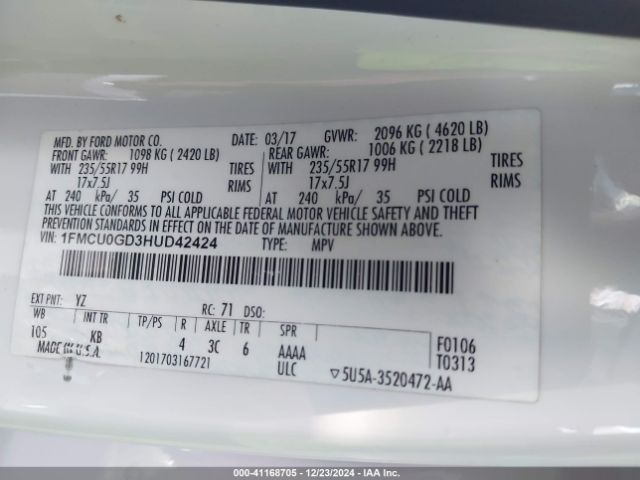 MFD. BY FORD MOTOR CO. DATE: 03/17 GVWR: 2096 KG ( 4620 LB)
FRONT GAWR: 1098 KG ( 2420 LB) REAR GAWR: 1006 KG ( 2218 LB)
WITH 235/55R17 99H TIRES WITH 235/55R17 99H TIRES
17x7.5J RIMS 17x7.5J RIMS
AT 240 kPa/ 35 PSI COLD AT 240 kPa/ 35 PSI COLD
THIS VEHICLE CONFORMS TO ALL APPLICABLE FEDERAL MOTOR VEHICLE SAFETY AND THEFT
PREVENTION STANDARDS IN EFFECT ON THE DATE OF MANUFACTURE SHOWN ABOVE.
VIN: 1FMCU0GD3HUD42424 TYPE: MPV
EXT PNT: YZ RC: 71 DSO:
WB INT TR TP/PS R AXLE TR SPR
105 KB 4 3C 6 AAAA F0106
MADE IN U.S.A. 1201703167721 ULC T0313
▽5U5A-3520472-AA
000-41168705 - 12/23/2024 - IAA Inc.